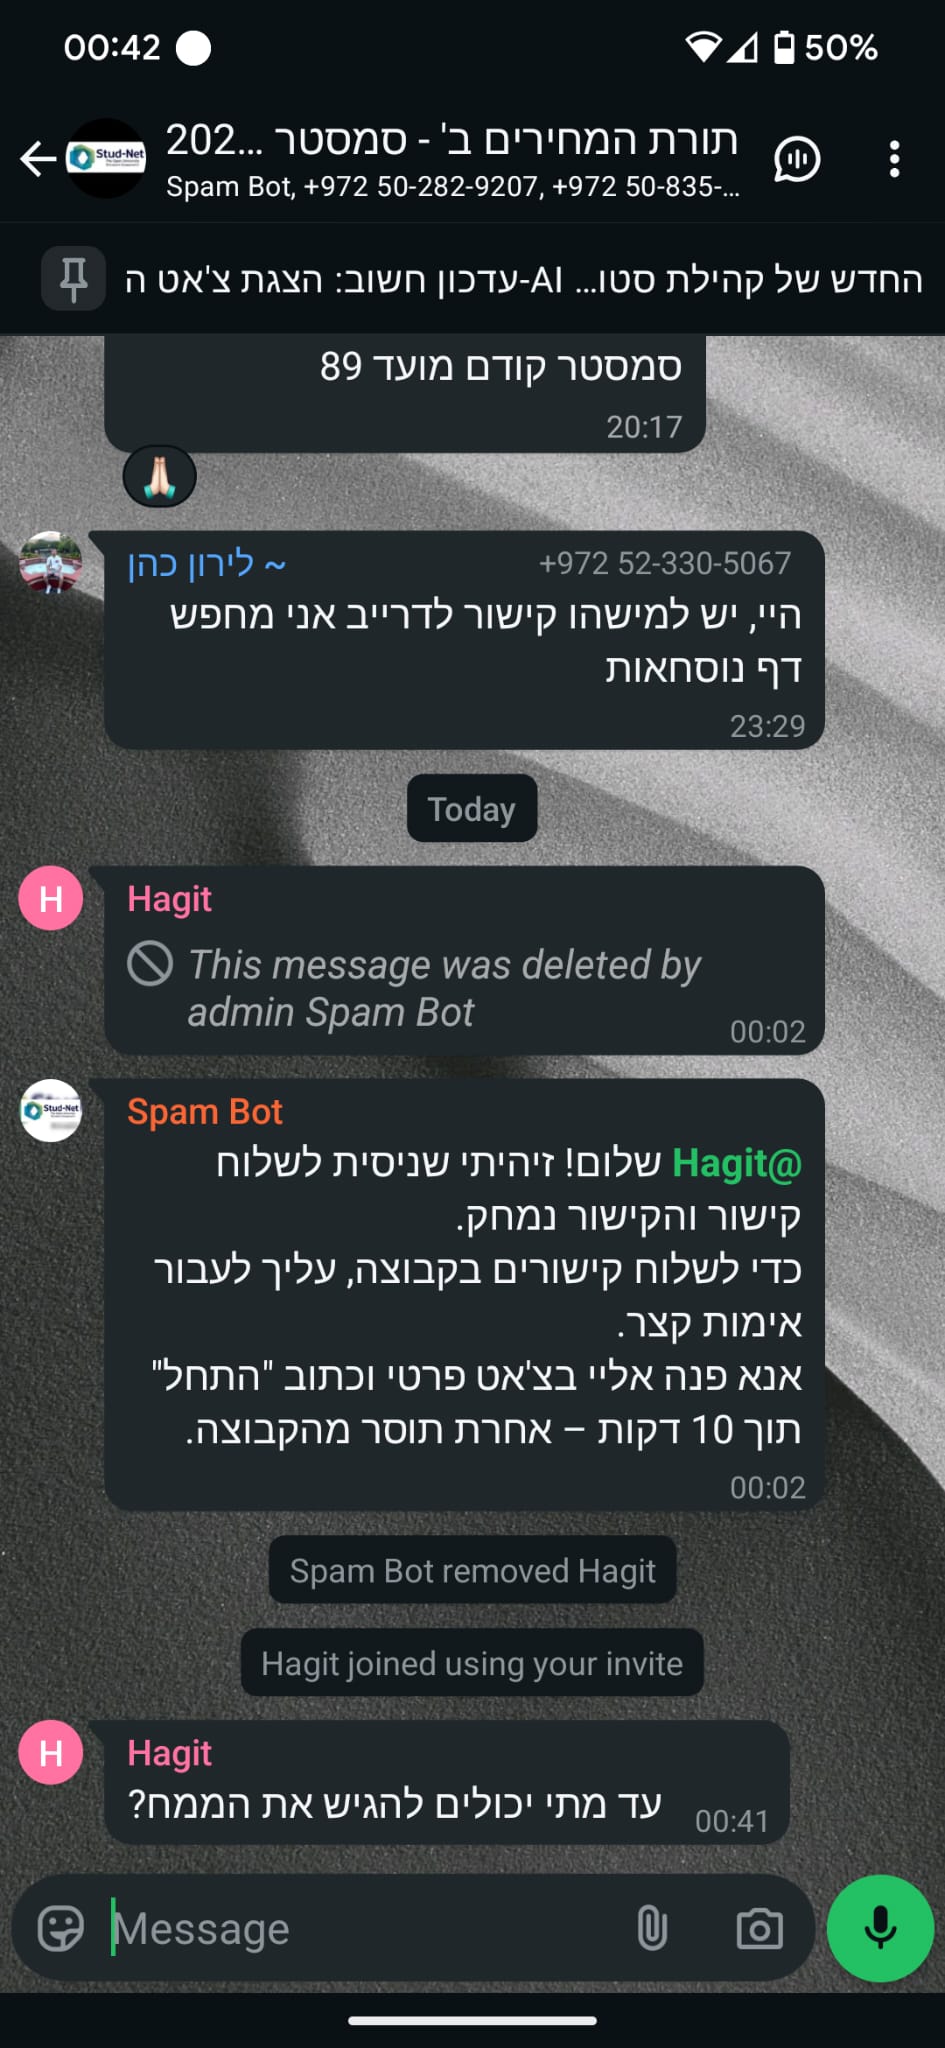 00:42
50%
תורת המחירים ב' - סמסטר ...202
Spam Bot, +972 50-282-9207, +972 50-835-...
Stud-Net
החדש של קהילת סטו... AI-עדכון חשוב: הצגת צ'אט ה
סמסטר קודם מועד 89
20:17
~ לירון כהן
+972 52-330-5067
היי, יש למישהו קישור לדרייב אני מחפש
דף נוסחאות
23:29
Today
H
Hagit
This message was deleted by
admin Spam Bot
00:02
Stud-Net
Spam Bot
@Hagit שלום! זיהיתי שניסית לשלוח
קישור והקישור נמחק.
כדי לשלוח קישורים בקבוצה, עליך לעבור
אימות קצר.
אנא פנה אליי בצ'אט פרטי וכתוב "התחל"
תוך 10 דקות – אחרת תוסר מהקבוצה.
00:02
Spam Bot removed Hagit
Hagit joined using your invite
H
Hagit
עד מתי יכולים להגיש את הממח?
00:41
Message